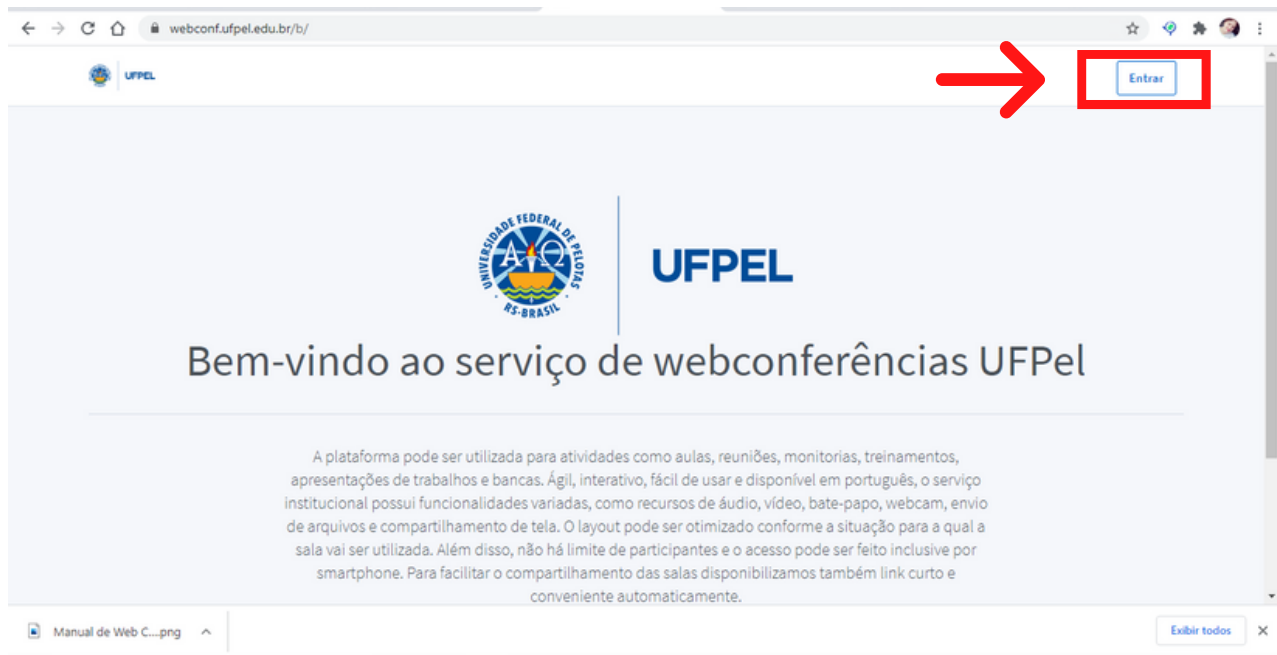 webconf.ufpel.edu.br/b/
UFPEL
Entrar
UNIVERSIDADE FEDERAL DE PELOTAS
ΑΩ
RS-BRASIL
UFPEL
Bem-vindo ao serviço de webconferências UFPel
A plataforma pode ser utilizada para atividades como aulas, reuniões, monitorias, treinamentos,
apresentações de trabalhos e bancas. Ágil, interativo, fácil de usar e disponível em português, o serviço
institucional possui funcionalidades variadas, como recursos de áudio, vídeo, bate-papo, webcam, envio
de arquivos e compartilhamento de tela. O layout pode ser otimizado conforme a situação para a qual a
sala vai ser utilizada. Além disso, não há limite de participantes e o acesso pode ser feito inclusive por
smartphone. Para facilitar o compartilhamento das salas disponibilizamos também link curto e
conveniente automaticamente.
Manual de Web C....png
Exibir todos